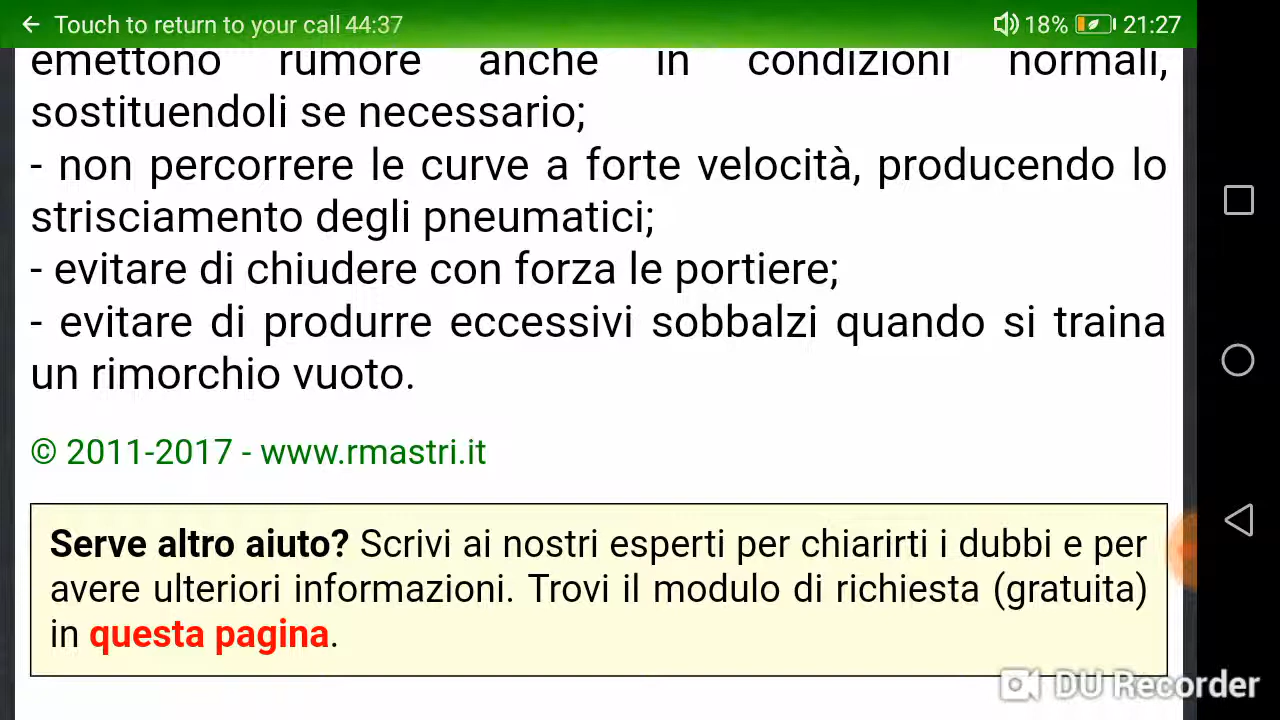 Touch to return to your call 44:37
18% 21:27
emettono rumore anche in condizioni normali,
sostituendoli se necessario;
- non percorrere le curve a forte velocità, producendo lo
strisciamento degli pneumatici;
- evitare di chiudere con forza le portiere;
- evitare di produrre eccessivi sobbalzi quando si traina
un rimorchio vuoto.
© 2011-2017 - www.rmastri.it
Serve altro aiuto? Scrivi ai nostri esperti per chiarirti i dubbi e per
avere ulteriori informazioni. Trovi il modulo di richiesta (gratuita)
in questa pagina.
DU Recorder